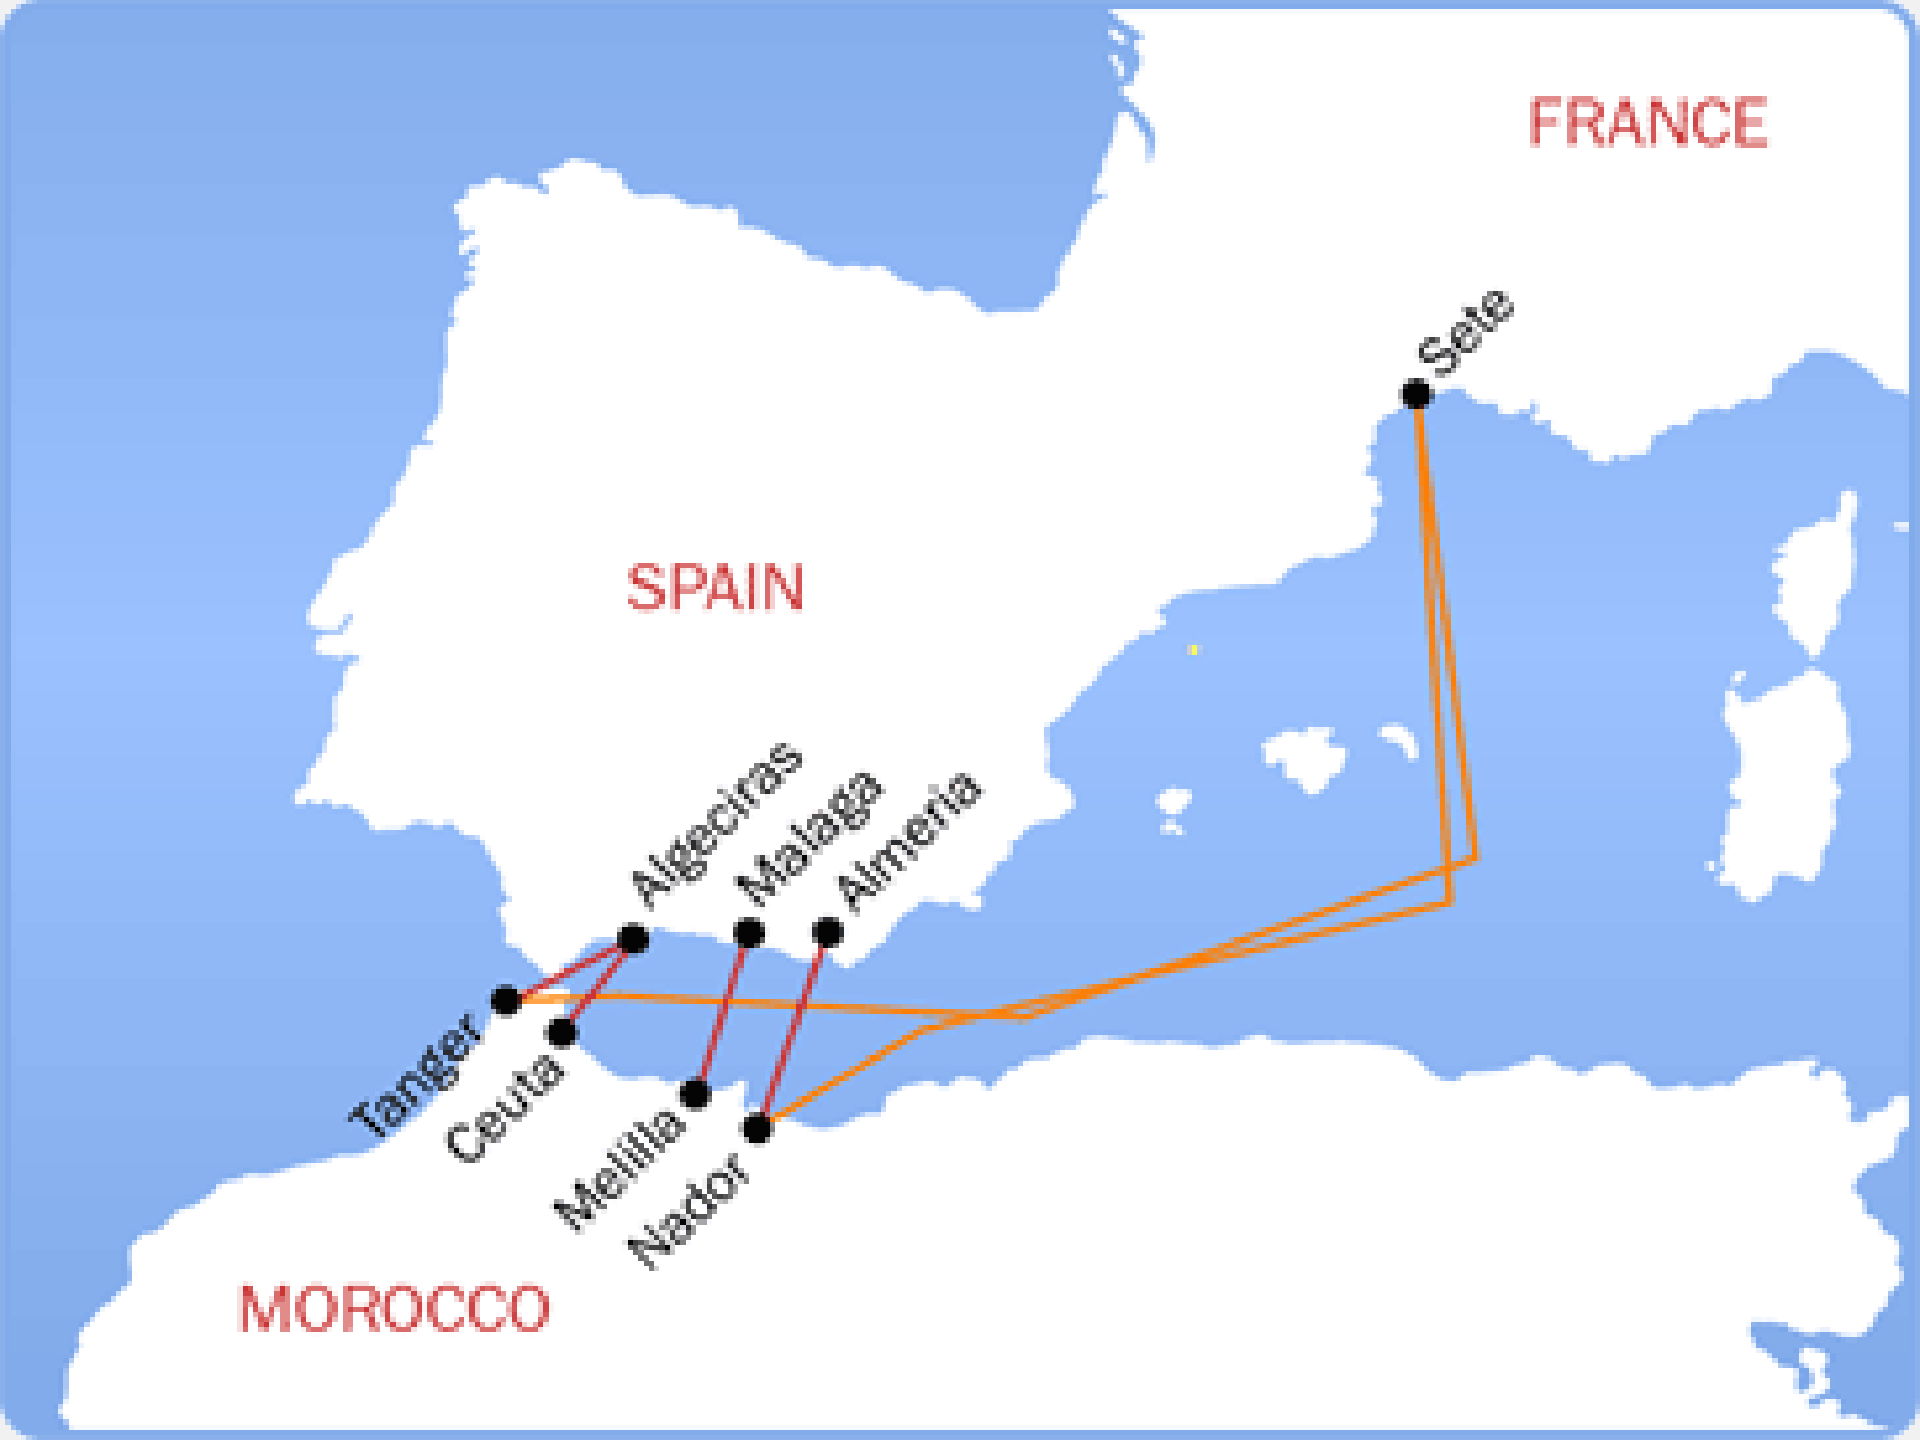 FRANCE
Sete
SPAIN
Algeciras
Malaga
Almeria
Tanger
Ceuta
Melilla
Nador
MOROCCO